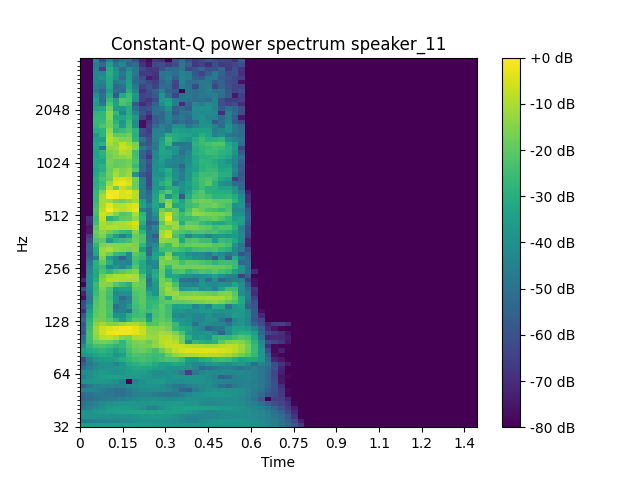 Constant-Q power spectrum speaker_11
Hz
2048
1024
512
256
128
64
32
0 0.15 0.3 0.45 0.6 0.75 0.9 1.1 1.2 1.4
Time
+0 dB
-10 dB
-20 dB
-30 dB
-40 dB
-50 dB
-60 dB
-70 dB
-80 dB